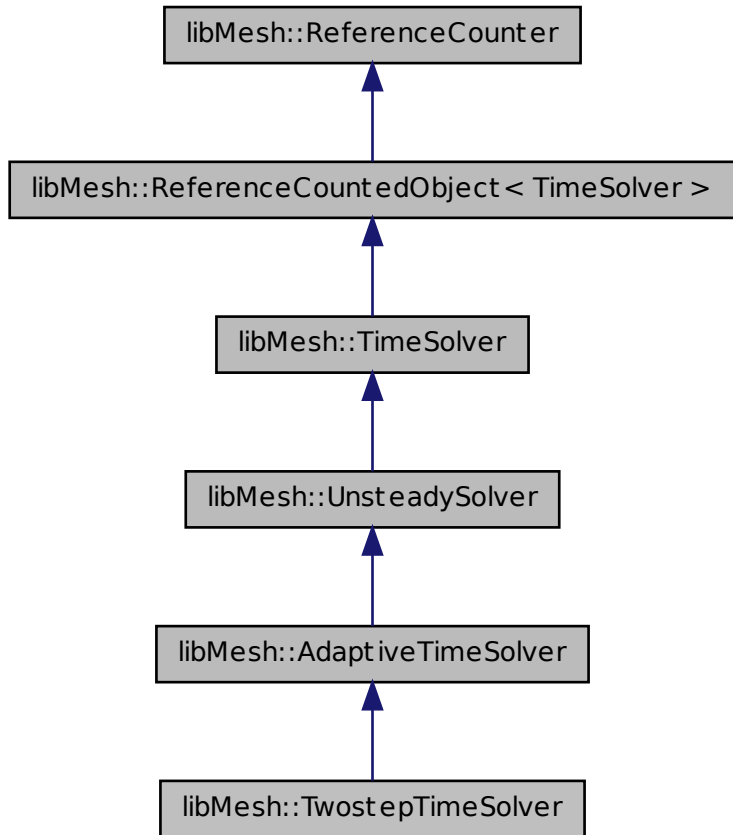 libMesh::ReferenceCounter
libMesh::ReferenceCountedObject< TimeSolver >
libMesh::TimeSolver
libMesh::UnsteadySolver
libMesh::AdaptiveTimeSolver
libMesh::TwostepTimeSolver